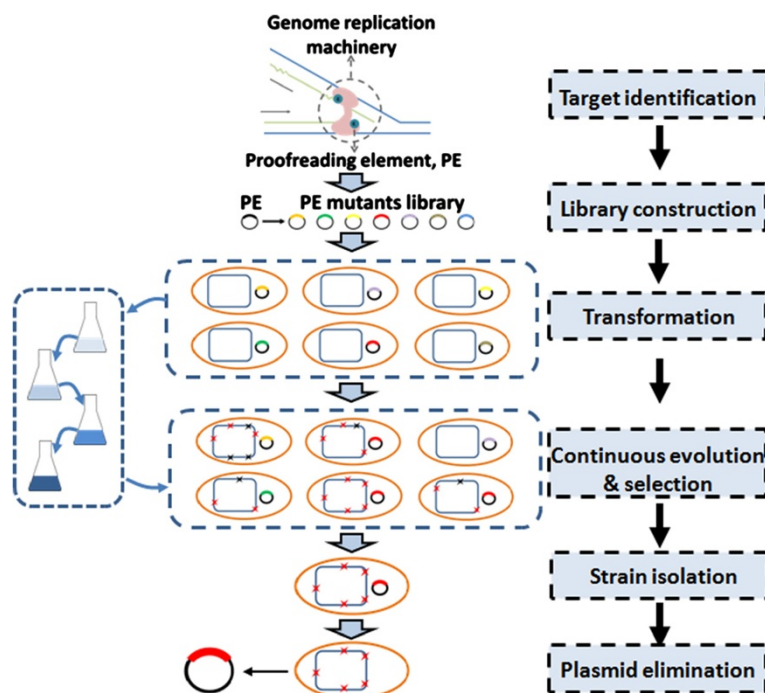 Genome replication
machinery
Target identification
Proofreading element, PE
PE PE mutants library
Library construction
Transformation
Continuous evolution
& selection
Strain isolation
Plasmid elimination